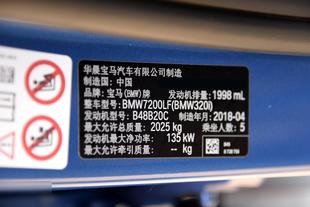 华晨宝马汽车有限公司制造
中国制造
品牌：宝马(BMW)牌 发动机排量：1998 mL
整车型号：BMW7200LF(BMW320i)
发动机型号：B48B20C 制造年月：2018-04
最大允许总质量：2025 kg 乘坐人数：5
发动机最大净功率：135 kW
最大允许牵引质量：-- kg